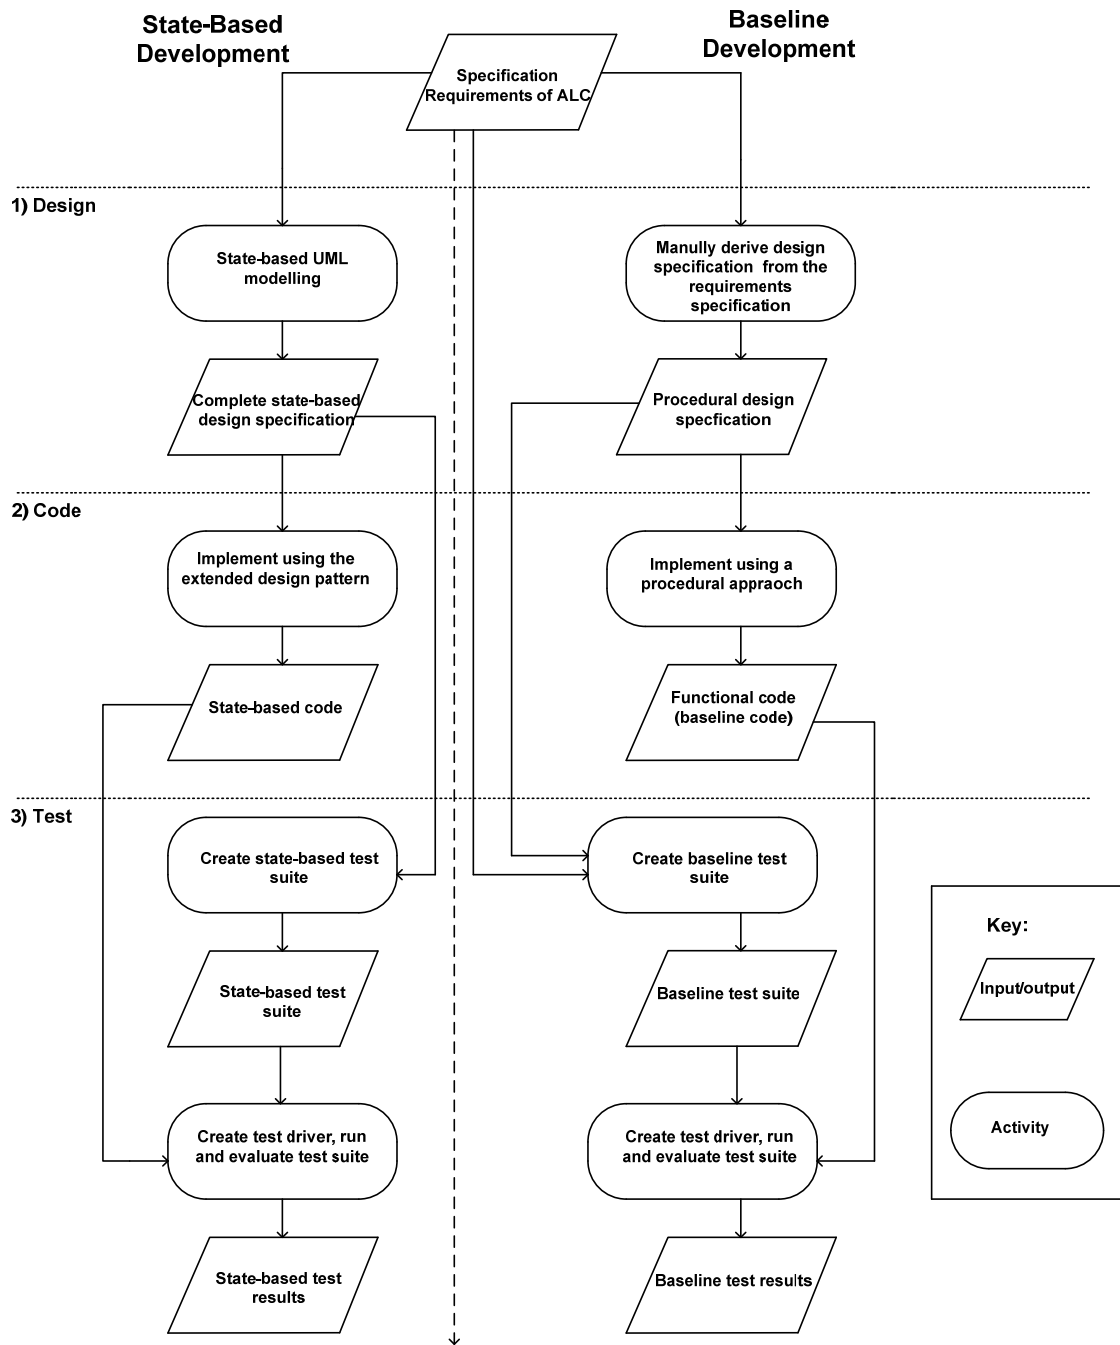 State-Based
Development
Baseline
Development
Specification
Requirements of ALC
1) Design
State-based UML
modelling
Manully derive design
specification from the
requirements
specification
Complete state-based
design specification
Procedural design
specfication
2) Code
Implement using the
extended design pattern
Implement using a
procedural appraoch
State-based code
Functional code
(baseline code)
3) Test
Create state-based test
suite
Create baseline test
suite
State-based test
suite
Baseline test suite
Create test driver, run
and evaluate test suite
Create test driver, run
and evaluate test suite
State-based test
results
Baseline test results
Key:
Input/output
Activity